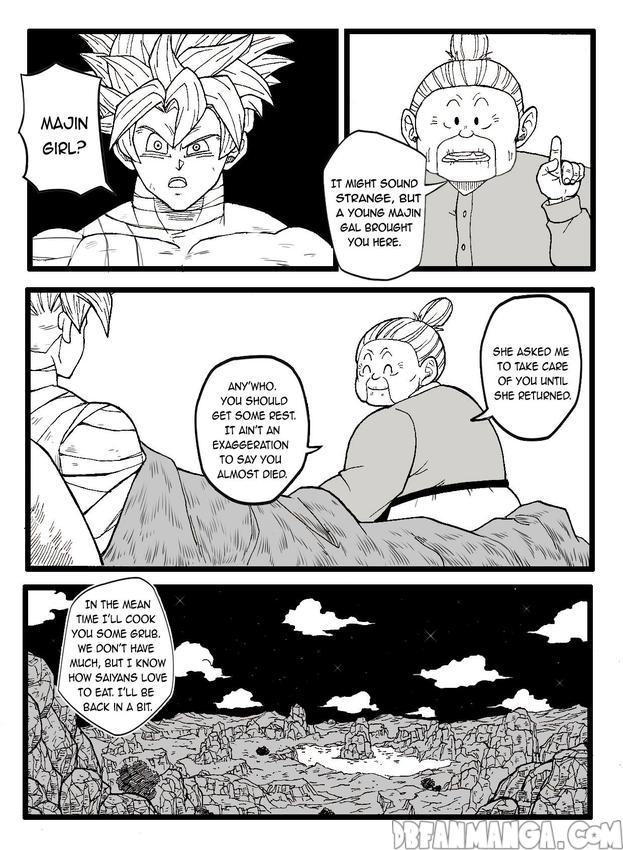 MAJIN
GIRL?
IT MIGHT SOUND
STRANGE, BUT
A YOUNG MAJIN
GAL BROUGHT
YOU HERE.
SHE ASKED ME
TO TAKE CARE
OF YOU UNTIL
SHE RETURNED.
ANY'WHO.
YOU SHOULD
GET SOME REST.
IT AIN'T AN
EXAGGERATION
TO SAY YOU
ALMOST DIED.
IN THE MEAN
TIME I'LL COOK
YOU SOME GRUB.
WE DON'T HAVE
MUCH, BUT I KNOW
HOW SAIYANS LOVE
TO EAT. I'LL BE
BACK IN A BIT.
DBFANMANGA.COM